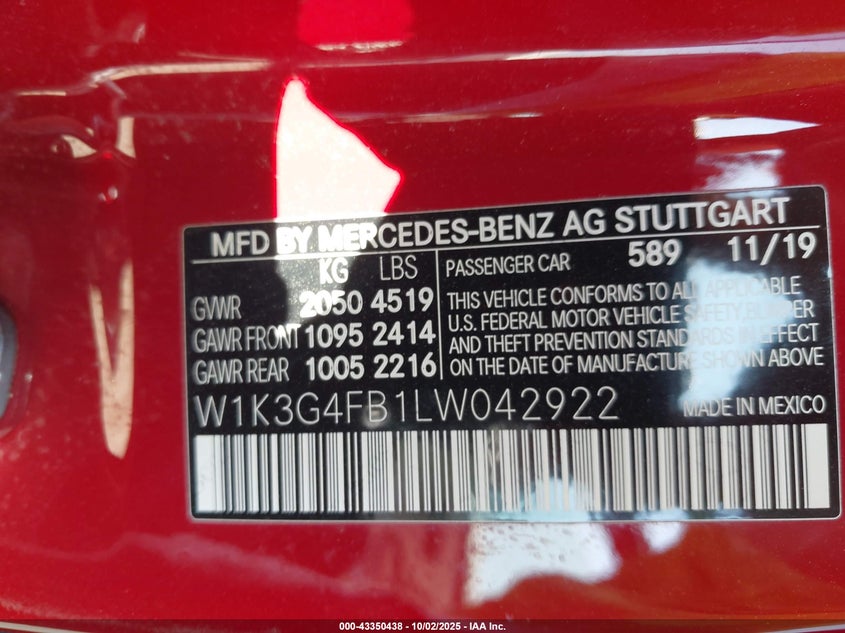 MFD BY MERCEDES-BENZ AG STUTTGART
KG LBS PASSENGER CAR 589 11/19
GVWR 2050 4519
GAWR FRONT 1095 2414
GAWR REAR 1005 2216
THIS VEHICLE CONFORMS TO ALL APPLICABLE
U.S. FEDERAL MOTOR VEHICLE SAFETY, BUMPER
AND THEFT PREVENTION STANDARDS IN EFFECT
ON THE DATE OF MANUFACTURE SHOWN ABOVE
W1K3G4FB1LW042922 MADE IN MEXICO
000-43350438 - 10/02/2025 - IAA Inc.